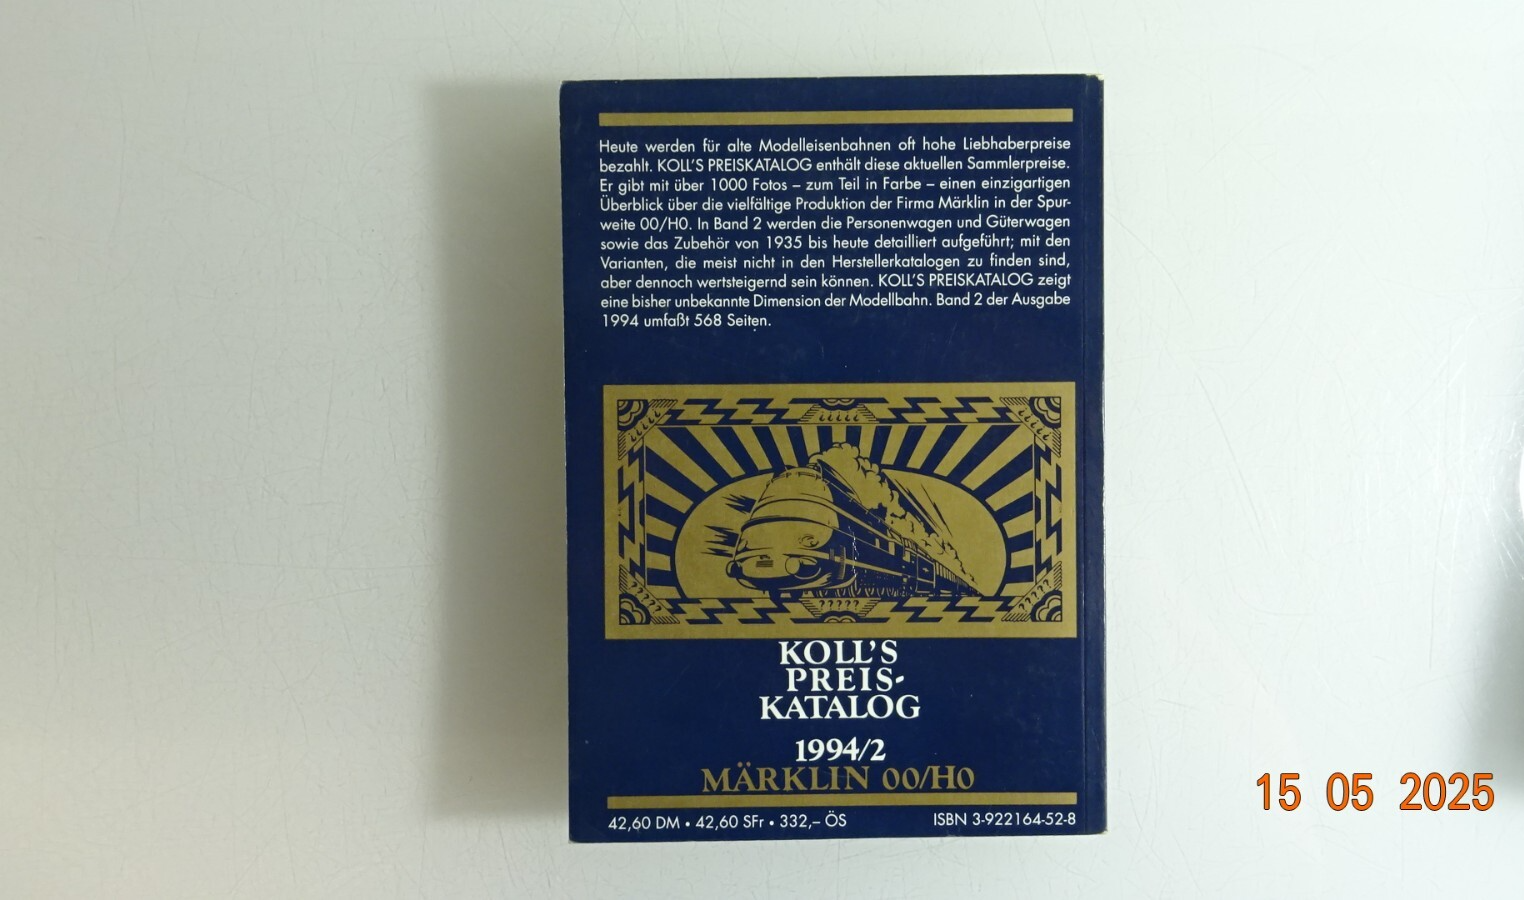 Heute werden für alte Modelleisenbahnen oft hohe Liebhaberpreise
bezahlt. KOLL'S PREISKATALOG enthält diese aktuellen Sammlerpreise.
Er gibt mit über 1000 Fotos – zum Teil in Farbe – einen einzigartigen
Überblick über die vielfältige Produktion der Firma Märklin in der Spur-
weite 00/H0. In Band 2 werden die Personenwagen und Güterwagen
sowie das Zubehör von 1935 bis heute detailliert aufgeführt; mit den
Varianten, die meist nicht in den Herstellerkatalogen zu finden sind,
aber dennoch wertsteigernd sein können. KOLL'S PREISKATALOG zeigt
eine bisher unbekannte Dimension der Modellbahn. Band 2 der Ausgabe
1994 umfaßt 568 Seiten.
KOLL'S
PREIS-
KATALOG
1994/2
MÄRKLIN 00/H0
42,60 DM • 42,60 SFr • 332,– ÖS ISBN 3-922164-52-8
15 05 2025